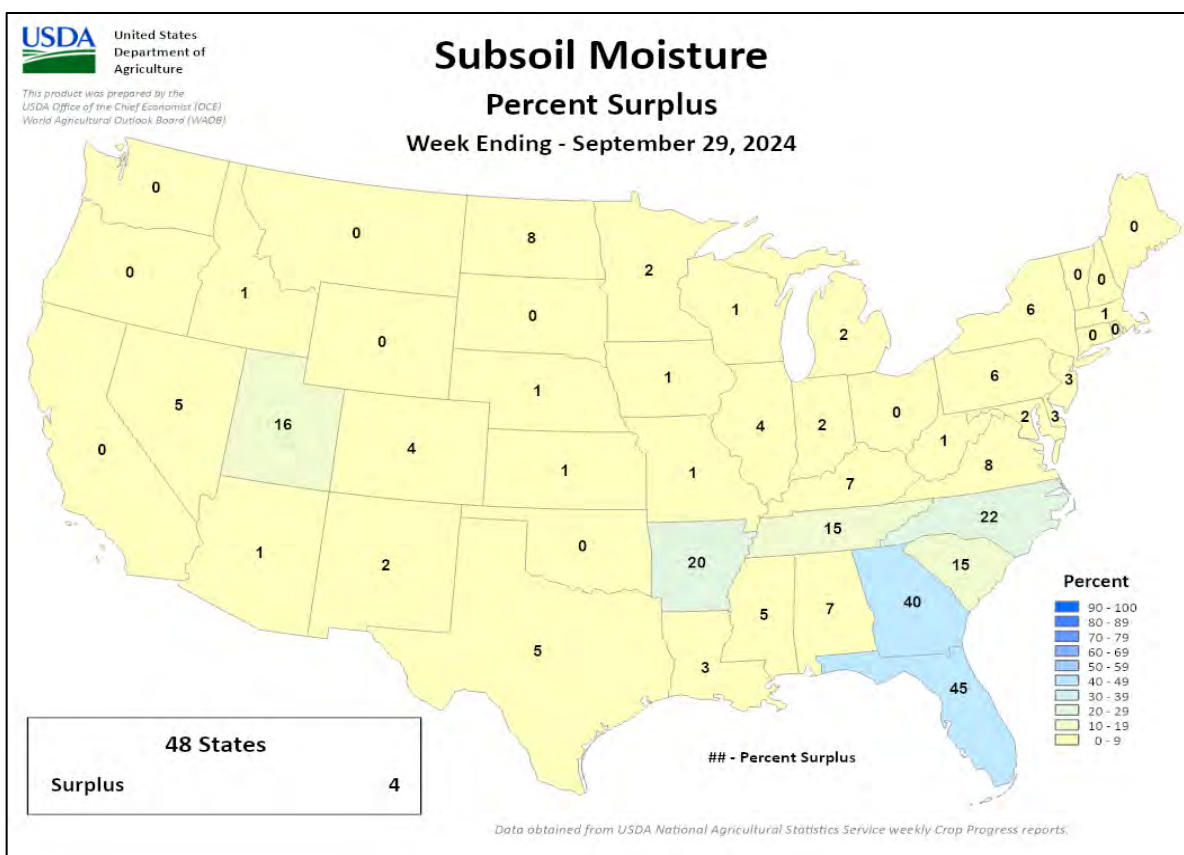 USDA
United States
Department of
Agriculture
This product was prepared by the
USDA Office of the Chief Economist (OCE)
World Agricultural Outlook Board (WAOB)
Subsoil Moisture
Percent Surplus
Week Ending - September 29, 2024
0
0
8
2
0
0
1
0
0
1
2
6
0
0
0
1
0
0
5
16
4
1
1
4
2
0
6
3
2
3
0
1
1
1
8
7
1
2
0
20
15
22
15
5
3
5
7
40
45
Percent
90 - 100
80 - 89
70 - 79
60 - 69
50 - 59
40 - 49
30 - 39
20 - 29
10 - 19
0 - 9
48 States
Surplus 4
## - Percent Surplus
Data obtained from USDA National Agricultural Statistics Service weekly Crop Progress reports.